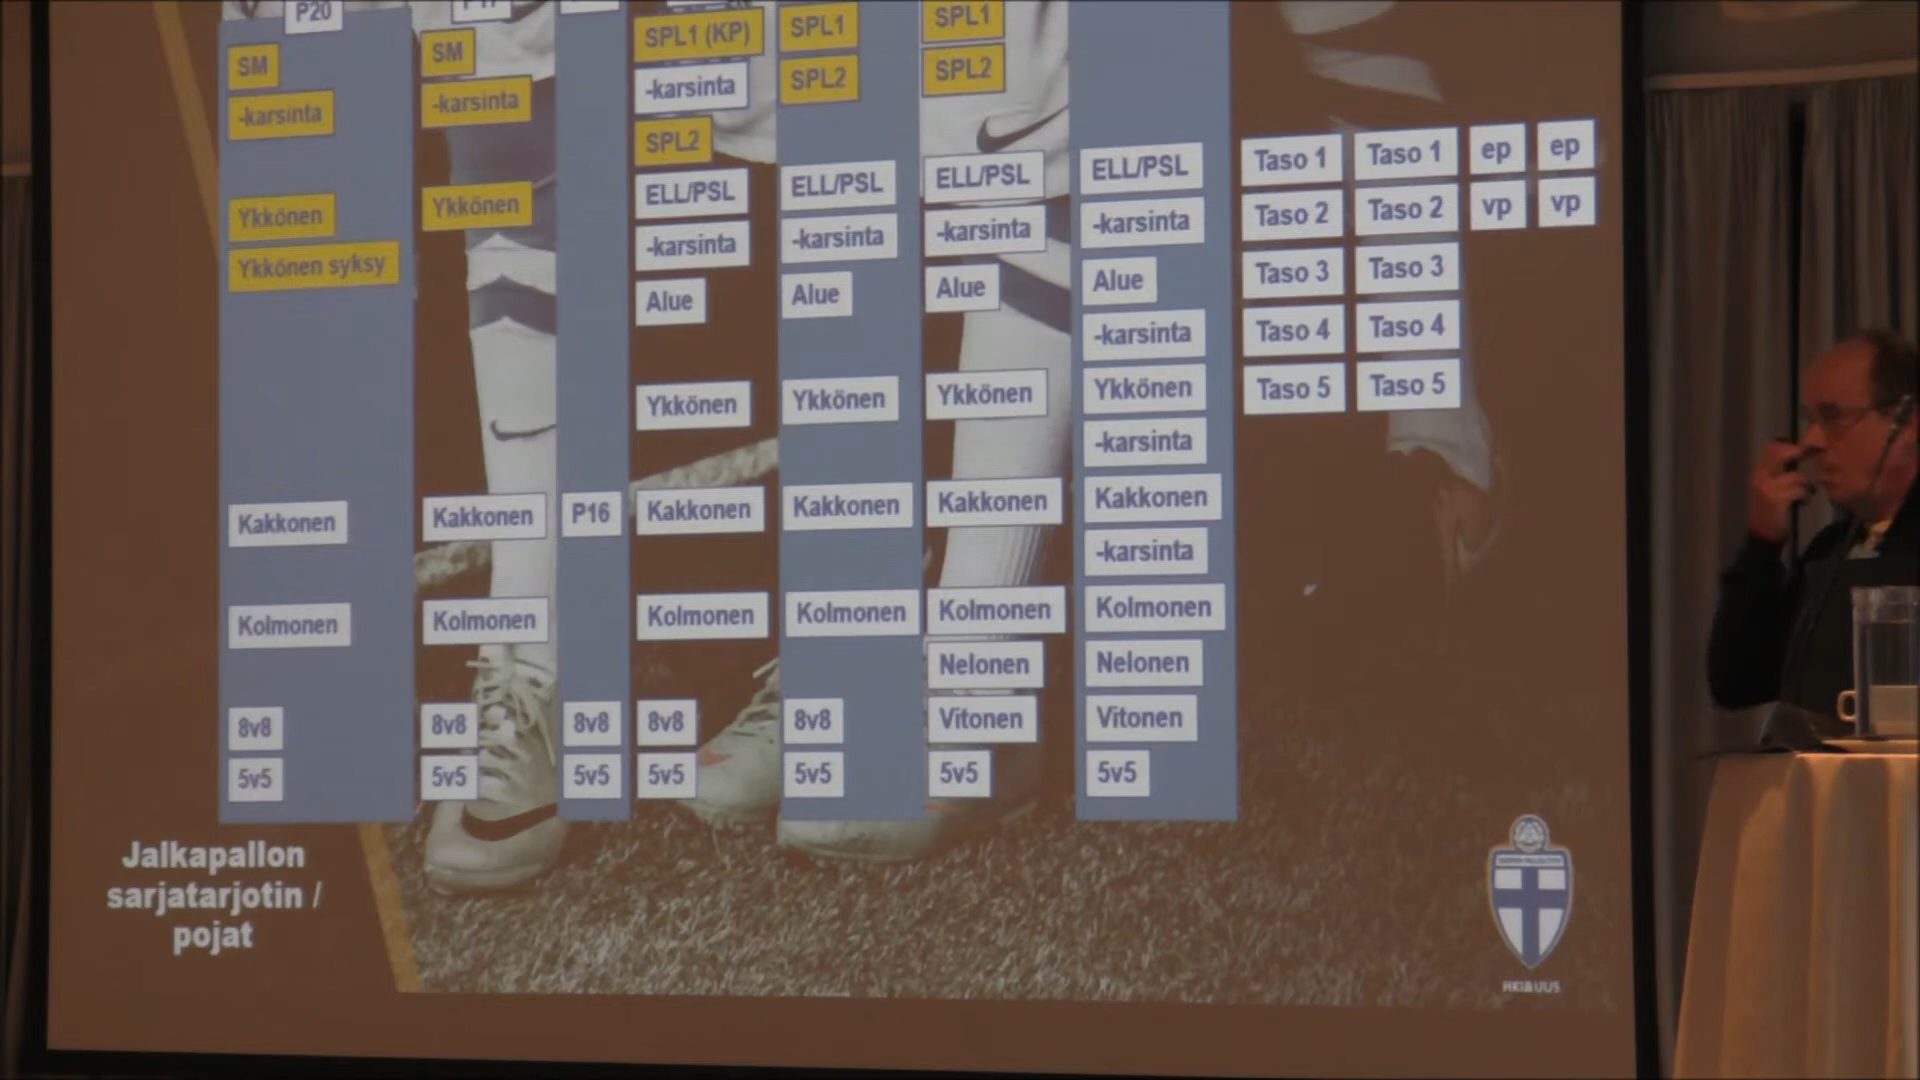 P20
SM
-karsinta
Ykkönen
Ykkönen syksy
Kakkonen
Kolmonen
8v8
5v5
SM
-karsinta
Ykkönen
Kakkonen
Kolmonen
8v8
5v5
P16
8v8
5v5
SPL1 (KP)
-karsinta
SPL2
ELL/PSL
-karsinta
Alue
Ykkönen
Kakkonen
Kolmonen
8v8
5v5
SPL1
SPL2
ELL/PSL
-karsinta
Alue
Ykkönen
Kakkonen
Kolmonen
8v8
5v5
SPL1
SPL2
ELL/PSL
-karsinta
Alue
Ykkönen
Kakkonen
Kolmonen
Nelonen
Vitonen
5v5
ELL/PSL
-karsinta
Alue
-karsinta
Ykkönen
-karsinta
Kakkonen
-karsinta
Kolmonen
Nelonen
Vitonen
5v5
Taso 1
Taso 2
Taso 3
Taso 4
Taso 5
Taso 1
Taso 2
Taso 3
Taso 4
Taso 5
ep
vp
ep
vp
Jalkapallon
sarjatarjotin /
pojat
HKI&UUS